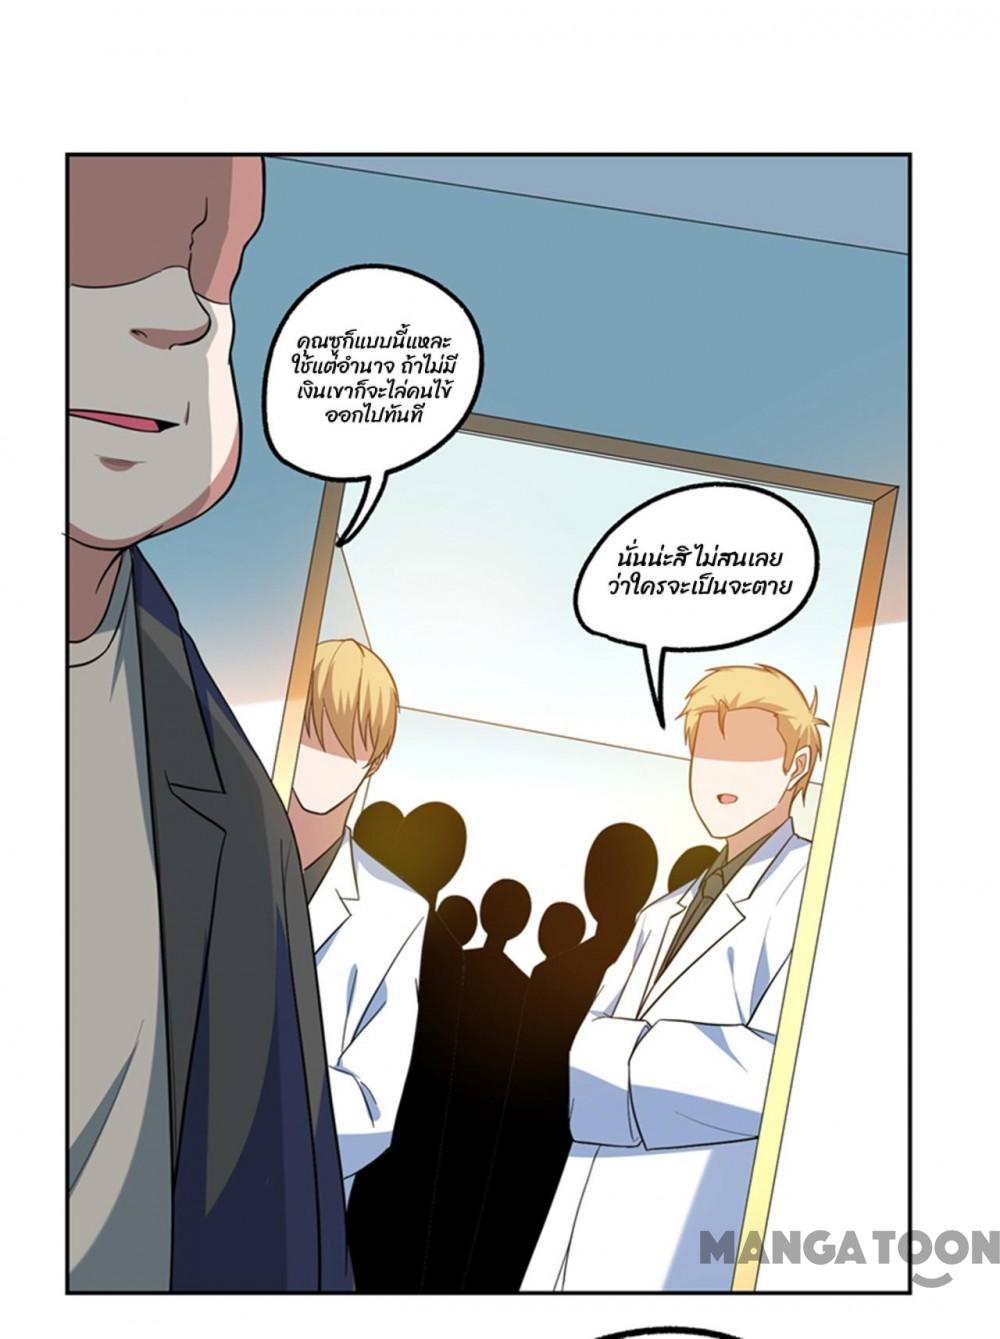 คุณซูก็แบบนี้แหละ
ใช้แต่อำนาจ ถ้าไม่มี
เงินเขาก็จะไล่คนไข้
ออกไปทันที
นั่นน่ะสิ ไม่สนเลย
ว่าใครจะเป็นจะตาย
MANGATOON